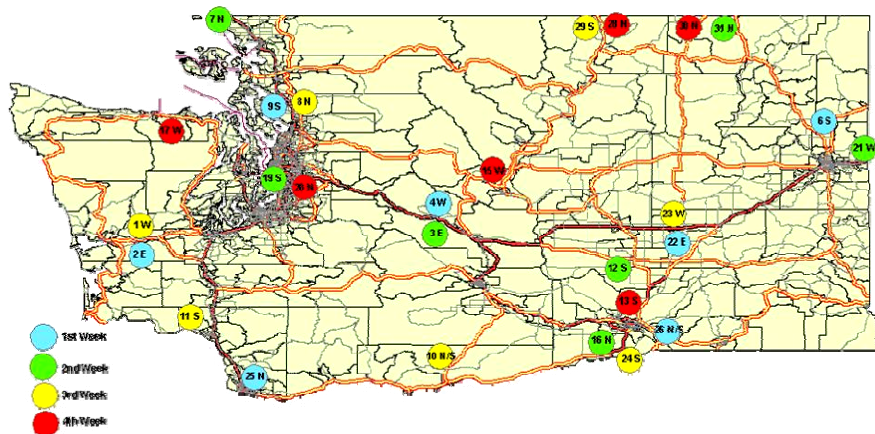 7 N
29 S
28 N
30 N
31 N
9 S
8 N
6 S
17 W
21 W
15 W
19 S
20 N
4 W
23 W
1 W
3 E
22 E
2 E
12 S
13 S
11 S
26 N/S
1st Week
16 N
10 N/S
24 S
2nd Week
25 N
3rd Week
4th Week